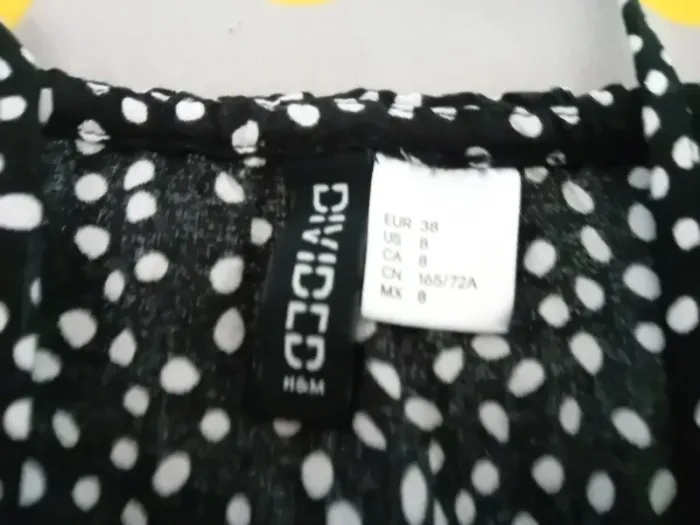 DIVIDED
H&M
EUR 38
US 8
CA 8
CN 165/72A
MX 8